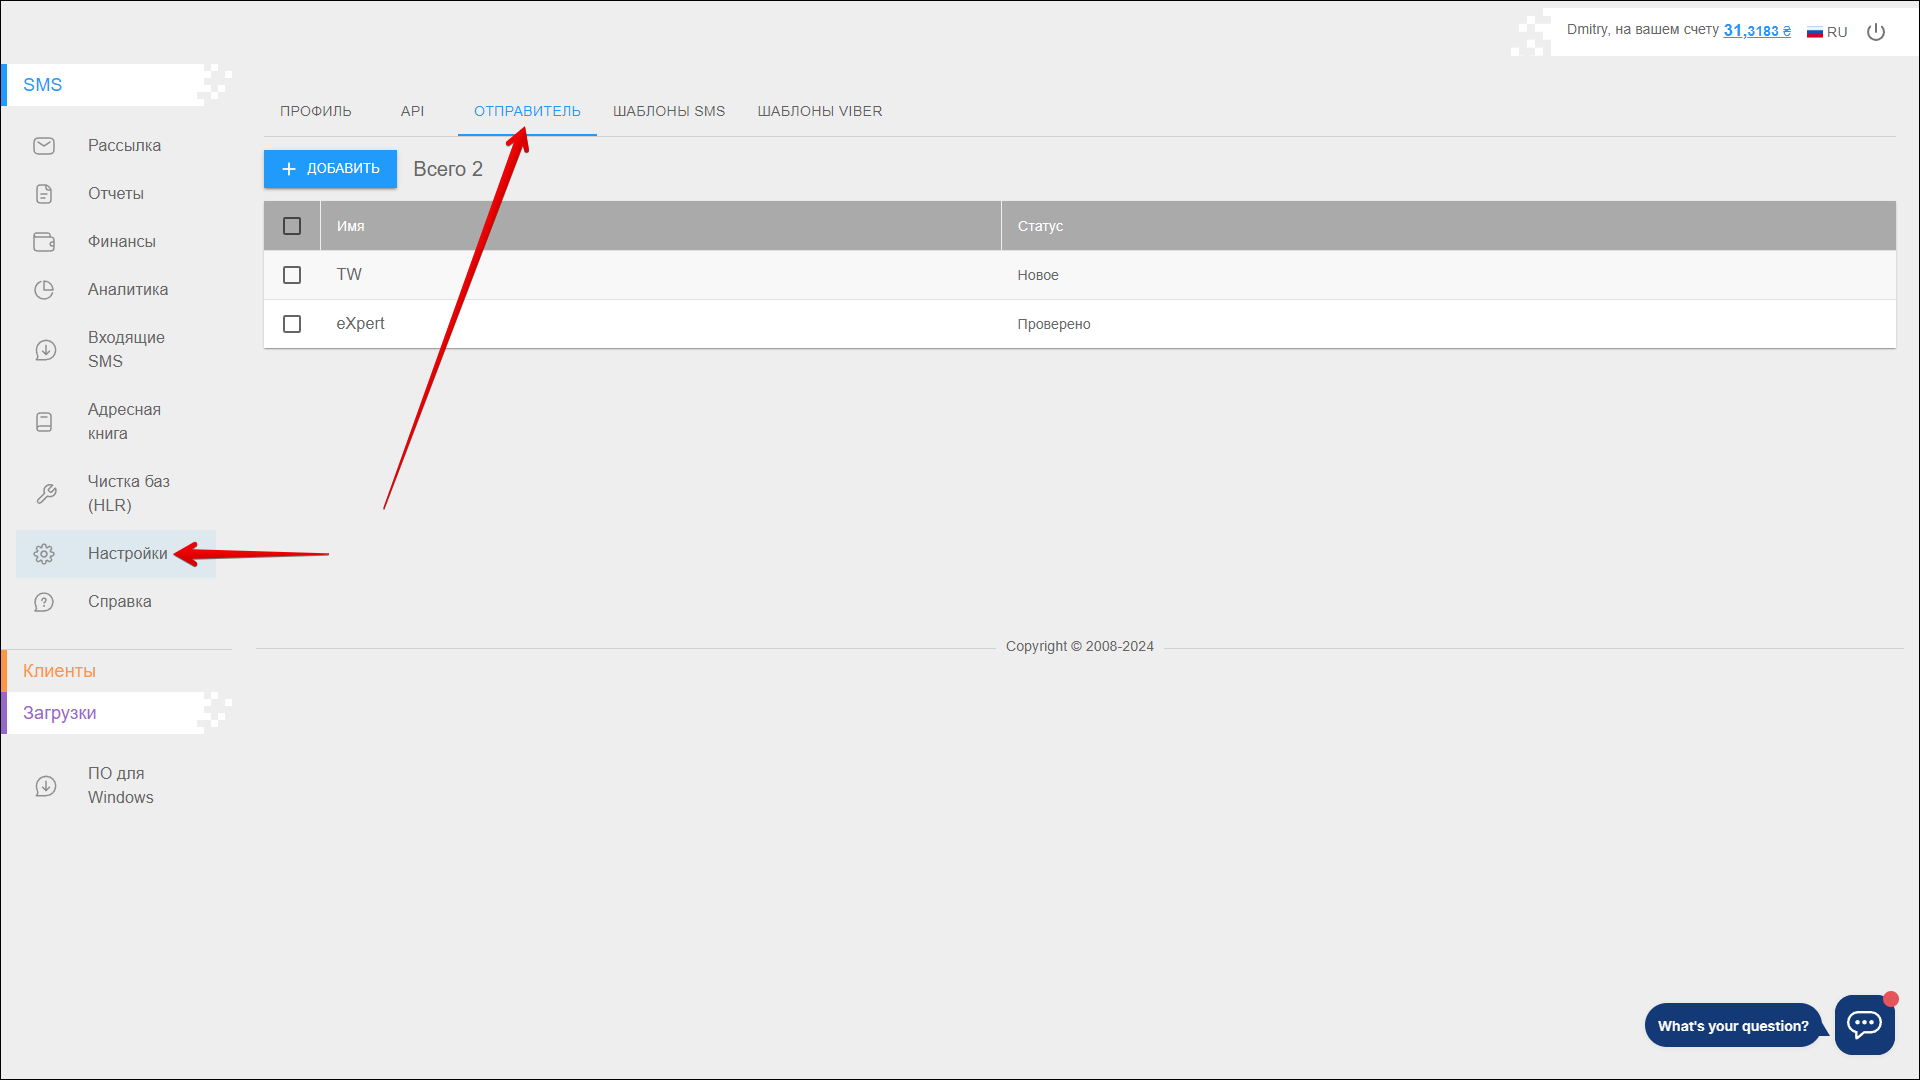 Dmitry, на вашем счету 31,3183 ₴ RU
SMS
Рассылка
Отчеты
Финансы
Аналитика
Входящие
SMS
Адресная
книга
Чистка баз
(HLR)
Настройки
Справка
Клиенты
Загрузки
ПО для
Windows
ПРОФИЛЬ API ОТПРАВИТЕЛЬ ШАБЛОНЫ SMS ШАБЛОНЫ VIBER
+ ДОБАВИТЬ Всего 2
Имя Статус
TW Новое
eXpert Проверено
Copyright © 2008-2024
What's your question?